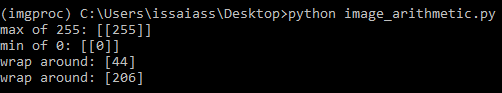 (imgproc) C:\Users\issaiass\Desktop>python image_arithmetic.py
max of 255: [[255]]
min of 0: [[0]]
wrap around: [44]
wrap around: [206]